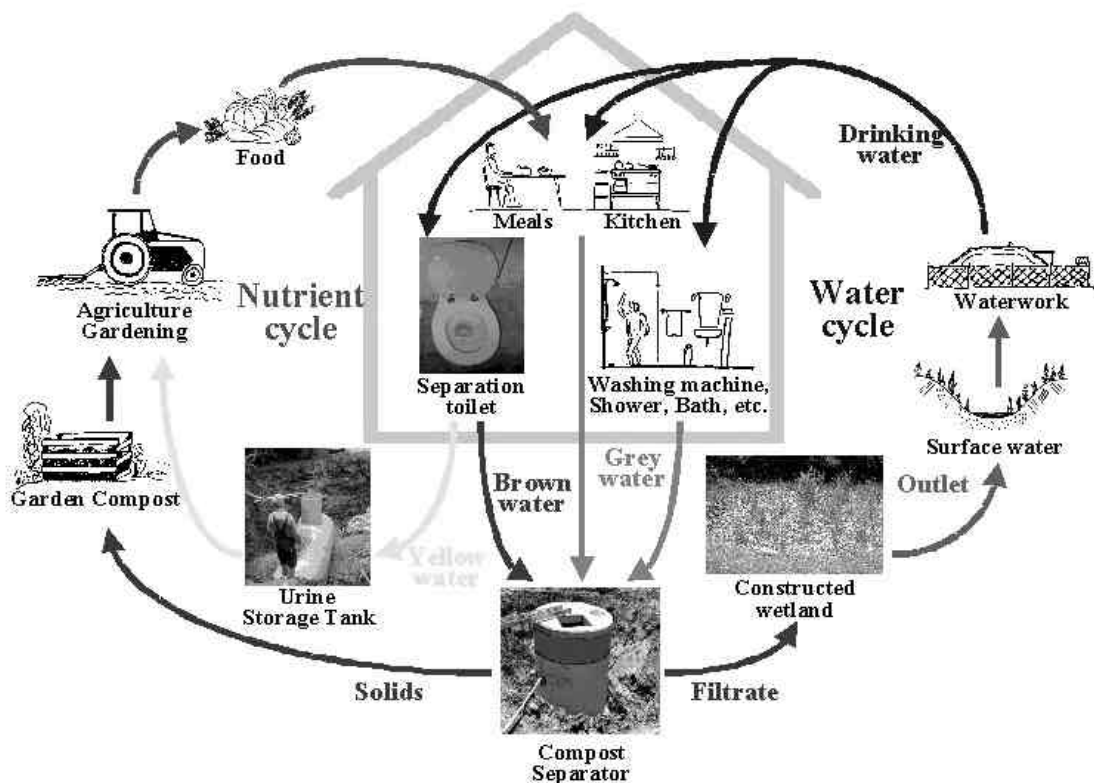 Food
Drinking
water
Meals
Kitchen
Agriculture
Gardening
Nutrient
cycle
Water
cycle
Waterwork
Separation
toilet
Washing machine,
Shower, Bath, etc.
Surface water
Garden Compost
Brown
water
Grey
water
Outlet
Yellow
water
Urine
Storage Tank
Constructed
wetland
Solids
Filtrate
Compost
Separator